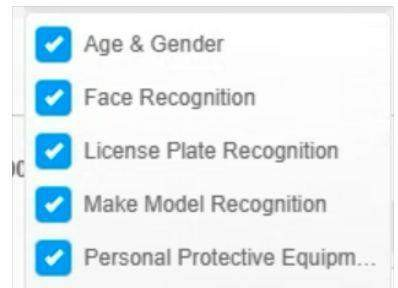 Age & Gender
Face Recognition
License Plate Recognition
Make Model Recognition
Personal Protective Equipm...